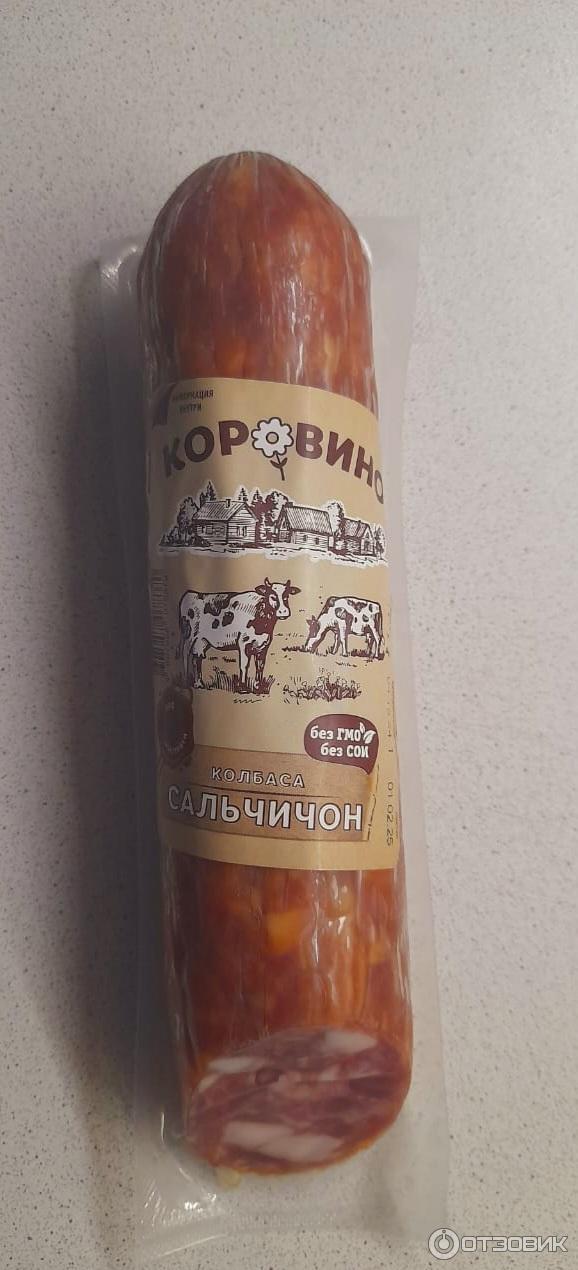 ИНФОРМАЦИЯ
ВНУТРИ
КОРОВИНО
без ГМО
без СОИ
КОЛБАСА
САЛЬЧИЧОН
01 02 25
ОТЗОВИК